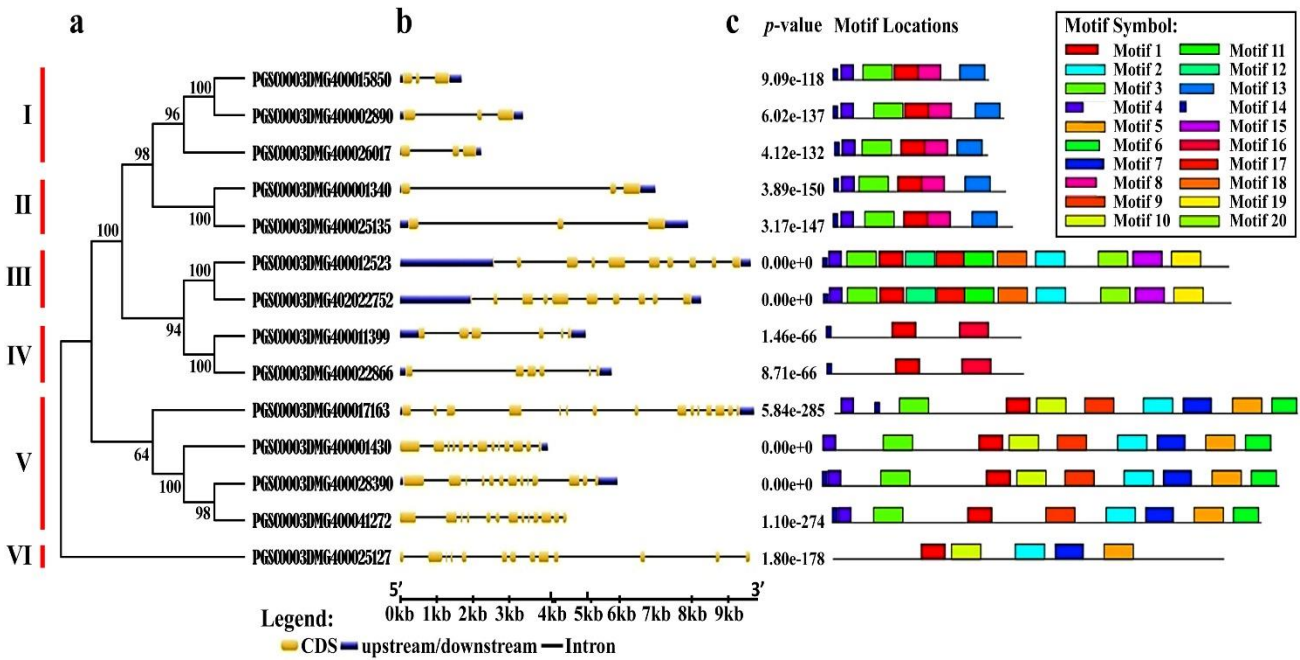 a
b
c
p-value Motif Locations
Motif Symbol:
Motif 1 Motif 11
Motif 2 Motif 12
Motif 3 Motif 13
Motif 4 Motif 14
Motif 5 Motif 15
Motif 6 Motif 16
Motif 7 Motif 17
Motif 8 Motif 18
Motif 9 Motif 19
Motif 10 Motif 20
I
II
III
IV
V
VI
100
96
98
100
100
100
94
100
64
100
98
PGSC0003DMG400015850 9.09e-118
PGSC0003DMG400002890 6.02e-137
PGSC0003DMG400026017 4.12e-132
PGSC0003DMG400001340 3.89e-150
PGSC0003DMG400025135 3.17e-147
PGSC0003DMG400012523 0.00e+0
PGSC0003DMG402022752 0.00e+0
PGSC0003DMG400011399 1.46e-66
PGSC0003DMG400022866 8.71e-66
PGSC0003DMG400017163 5.84e-285
PGSC0003DMG400001430 0.00e+0
PGSC0003DMG400028390 0.00e+0
PGSC0003DMG400041272 1.10e-274
PGSC0003DMG400025127 1.80e-178
5’ 3’
0kb 1kb 2kb 3kb 4kb 5kb 6kb 7kb 8kb 9kb
Legend:
CDS upstream/downstream Intron